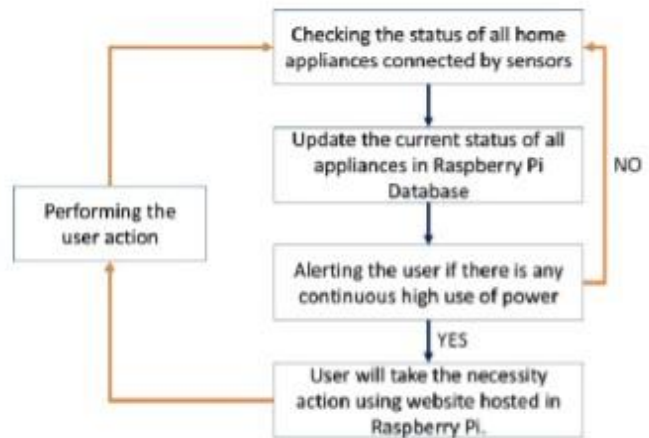 Checking the status of all home
appliances connected by sensors
Update the current status of all
appliances in Raspberry Pi
Database
NO
Performing the
user action
Alerting the user if there is any
continuous high use of power
YES
User will take the necessity
action using website hosted in
Raspberry Pi.